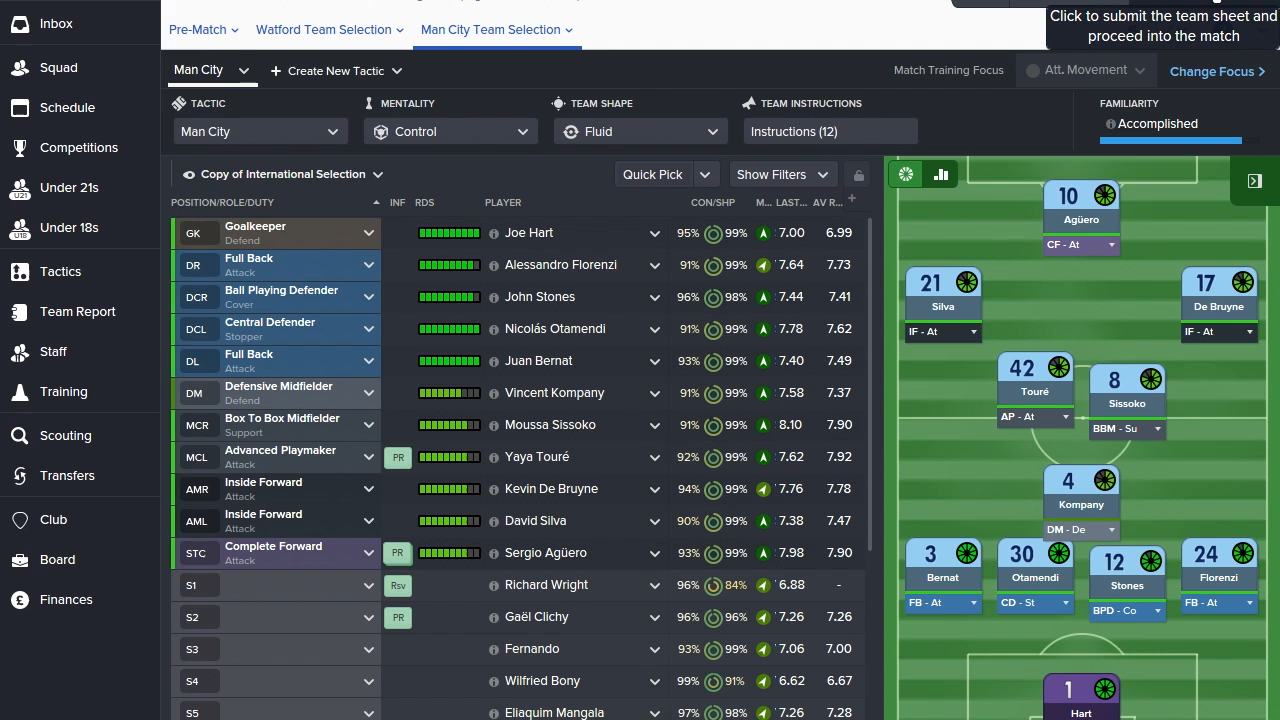 Pre-Match
Watford Team Selection
Man City Team Selection
Click to submit the team sheet and
proceed into the match
Inbox
Squad
Schedule
Competitions
U21
Under 21s
U18
Under 18s
Tactics
Team Report
Staff
Training
Scouting
Transfers
Club
Board
Finances
Man City
Create New Tactic
Match Training Focus
Att. Movement
Change Focus
TACTIC
MENTALITY
TEAM SHAPE
TEAM INSTRUCTIONS
FAMILIARITY
Man City
Control
Fluid
Instructions (12)
Accomplished
Copy of International Selection
Quick Pick
Show Filters
POSITION/ROLE/DUTY INF RDS PLAYER CON/SHP M... LAST... AV R...
GK Goalkeeper Defend Joe Hart 95% 99% 7.00 6.99
DR Full Back Attack Alessandro Florenzi 91% 99% 7.64 7.73
DCR Ball Playing Defender Cover John Stones 96% 98% 7.44 7.41
DCL Central Defender Stopper Nicolás Otamendi 91% 99% 7.78 7.62
DL Full Back Attack Juan Bernat 93% 99% 7.40 7.49
DM Defensive Midfielder Defend Vincent Kompany 91% 99% 7.58 7.37
MCR Box To Box Midfielder Support Moussa Sissoko 91% 99% 8.10 7.90
MCL Advanced Playmaker Attack PR Yaya Touré 92% 99% 7.62 7.92
AMR Inside Forward Attack Kevin De Bruyne 94% 99% 7.76 7.78
AML Inside Forward Attack David Silva 90% 99% 7.38 7.47
STC Complete Forward Attack PR Sergio Agüero 93% 99% 7.98 7.90
S1 Rsv Richard Wright 96% 84% 6.88 -
S2 PR Gaël Clichy 96% 96% 7.26 7.26
S3 Fernando 93% 99% 7.06 7.00
S4 Wilfried Bony 99% 91% 6.62 6.67
S5 Eliaquim Mangala 97% 98% 7.26 7.28
10
Agüero
CF - At
21
Silva
IF - At
17
De Bruyne
IF - At
42
Touré
AP - At
8
Sissoko
BBM - Su
4
Kompany
DM - De
3
Bernat
FB - At
30
Otamendi
CD - St
12
Stones
BPD - Co
24
Florenzi
FB - At
1
Hart